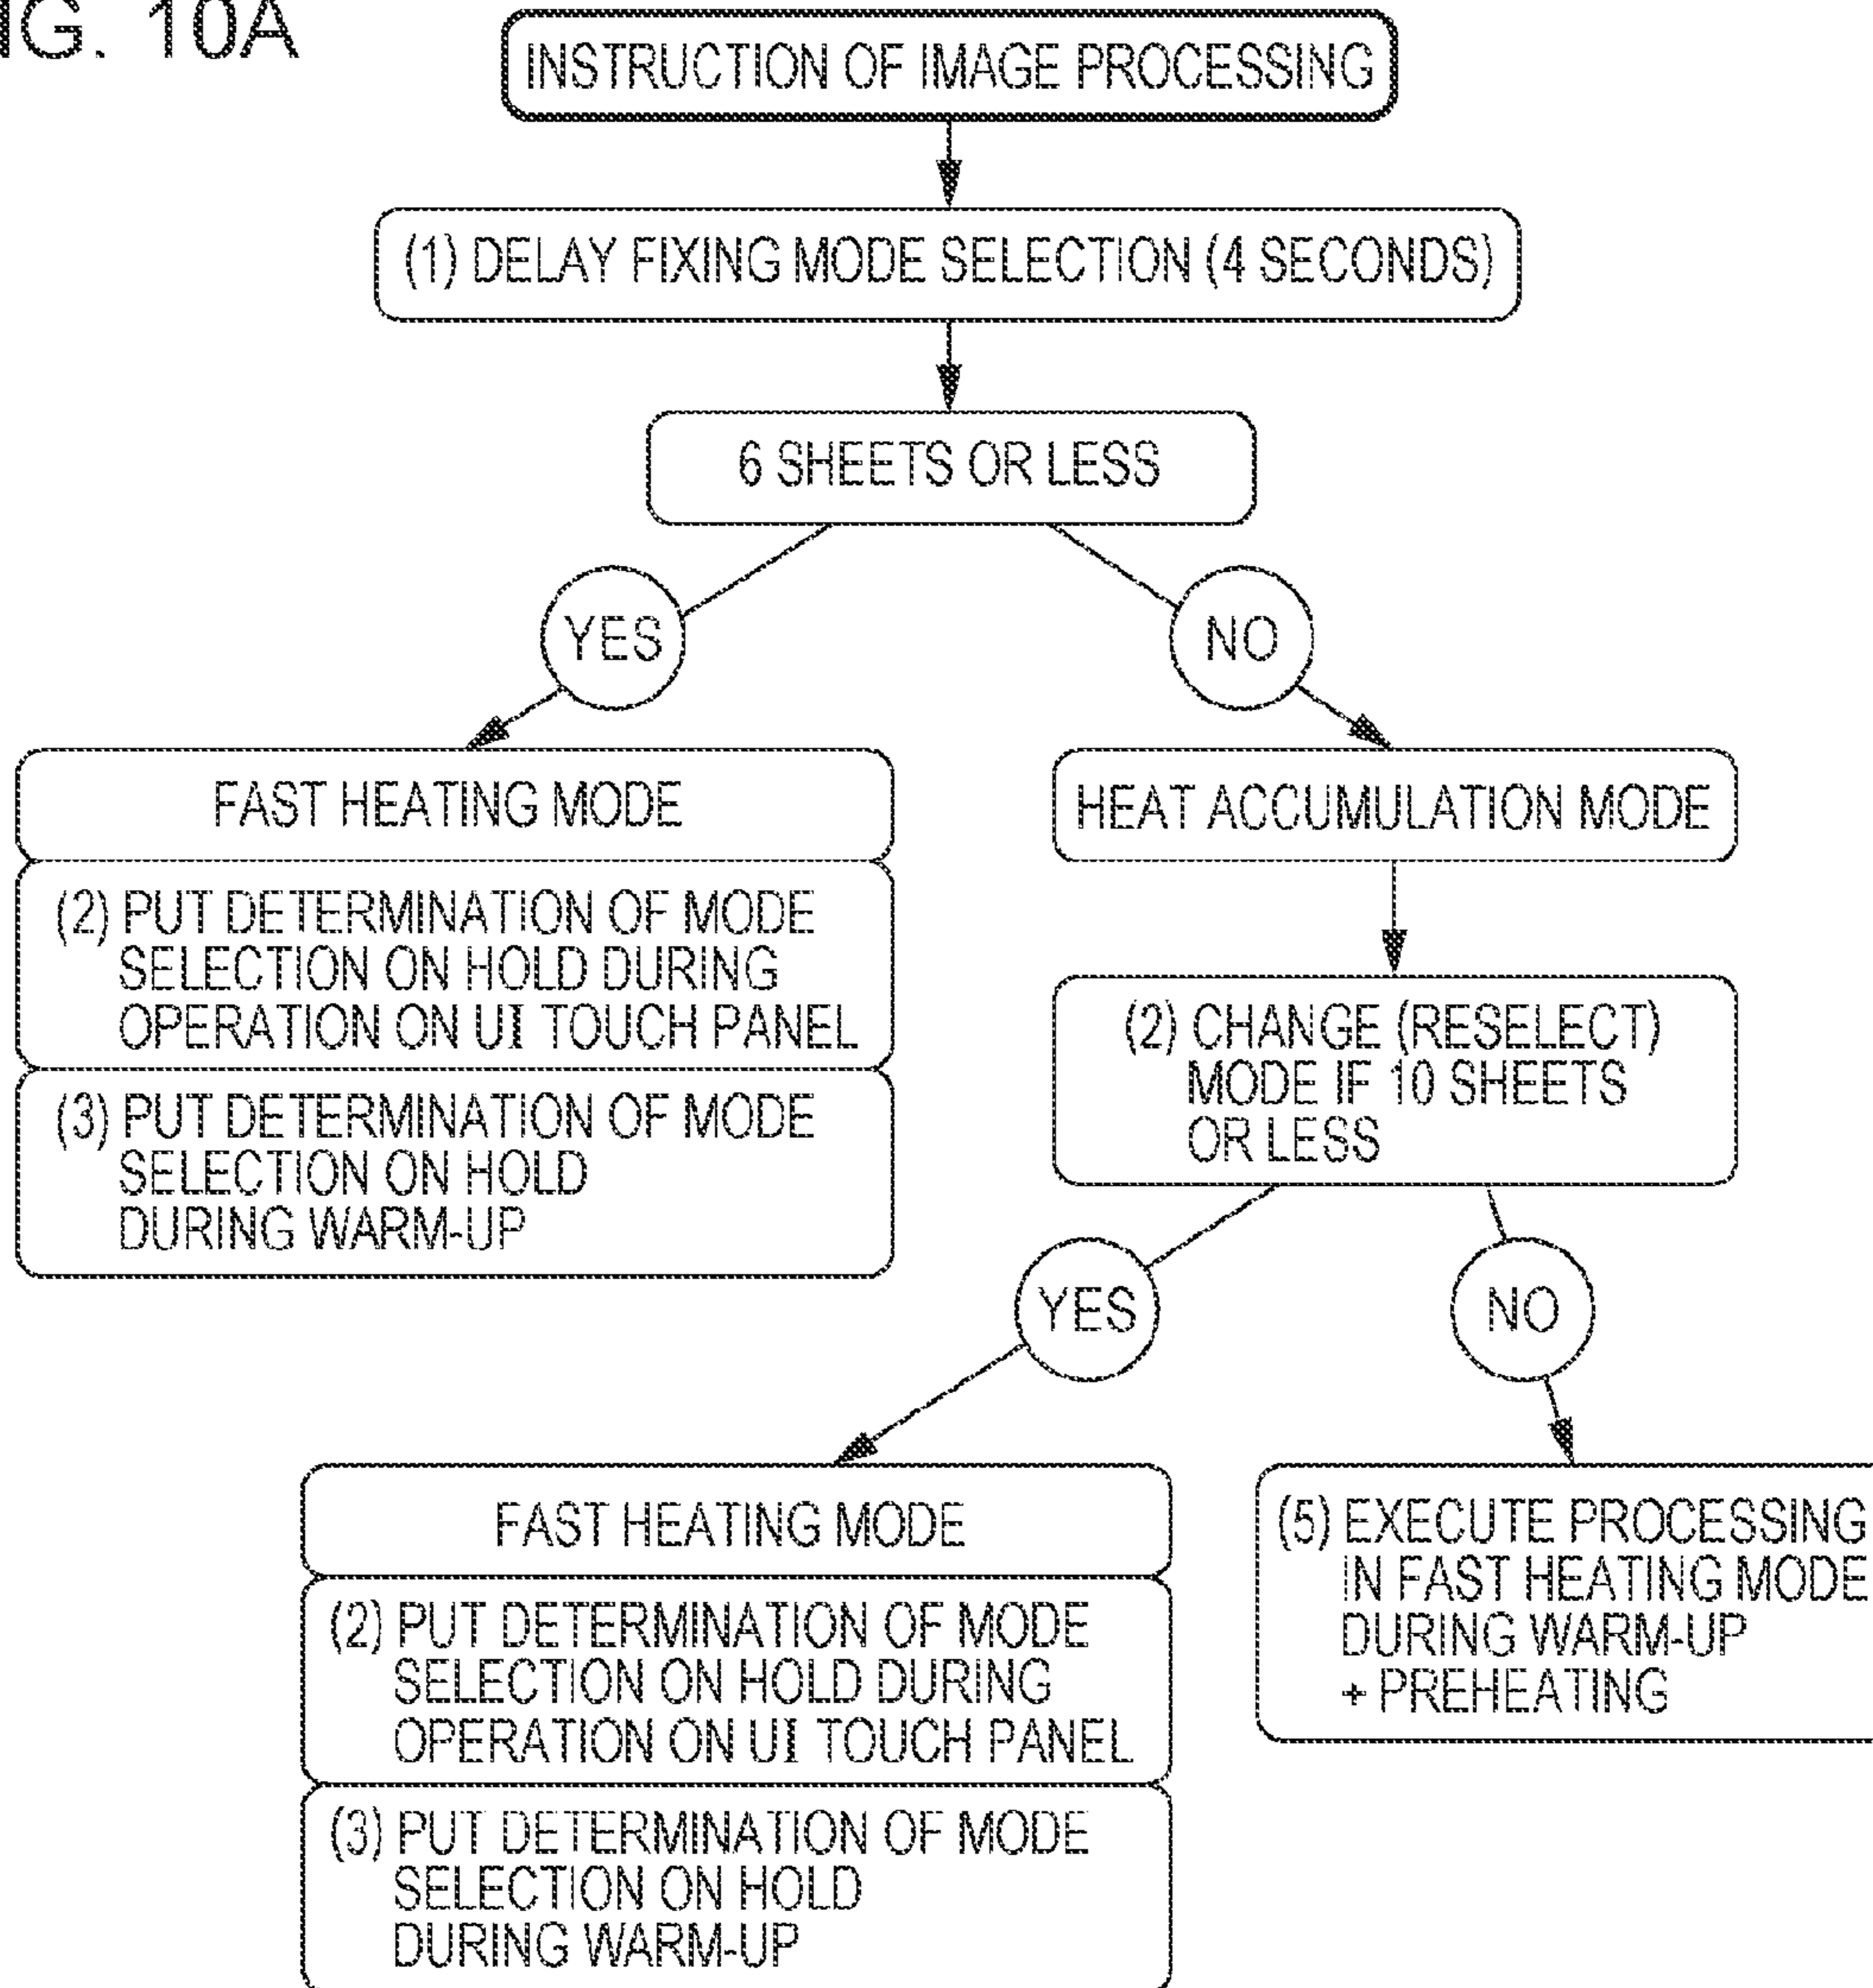 IG. 10A
INSTRUCTION OF IMAGE PROCESSING
(1) DELAY FIXING MODE SELECTION (4 SECONDS)
6 SHEETS OR LESS
YES
NO
FAST HEATING MODE
(2) PUT DETERMINATION OF MODE
SELECTION ON HOLD DURING
OPERATION ON UI TOUCH PANEL
(3) PUT DETERMINATION OF MODE
SELECTION ON HOLD
DURING WARM-UP
HEAT ACCUMULATION MODE
(2) CHANGE (RESELECT)
MODE IF 10 SHEETS
OR LESS
YES
NO
FAST HEATING MODE
(2) PUT DETERMINATION OF MODE
SELECTION ON HOLD DURING
OPERATION ON UI TOUCH PANEL
(3) PUT DETERMINATION OF MODE
SELECTION ON HOLD
DURING WARM-UP
(5) EXECUTE PROCESSING
IN FAST HEATING MODE
DURING WARM-UP
+ PREHEATING